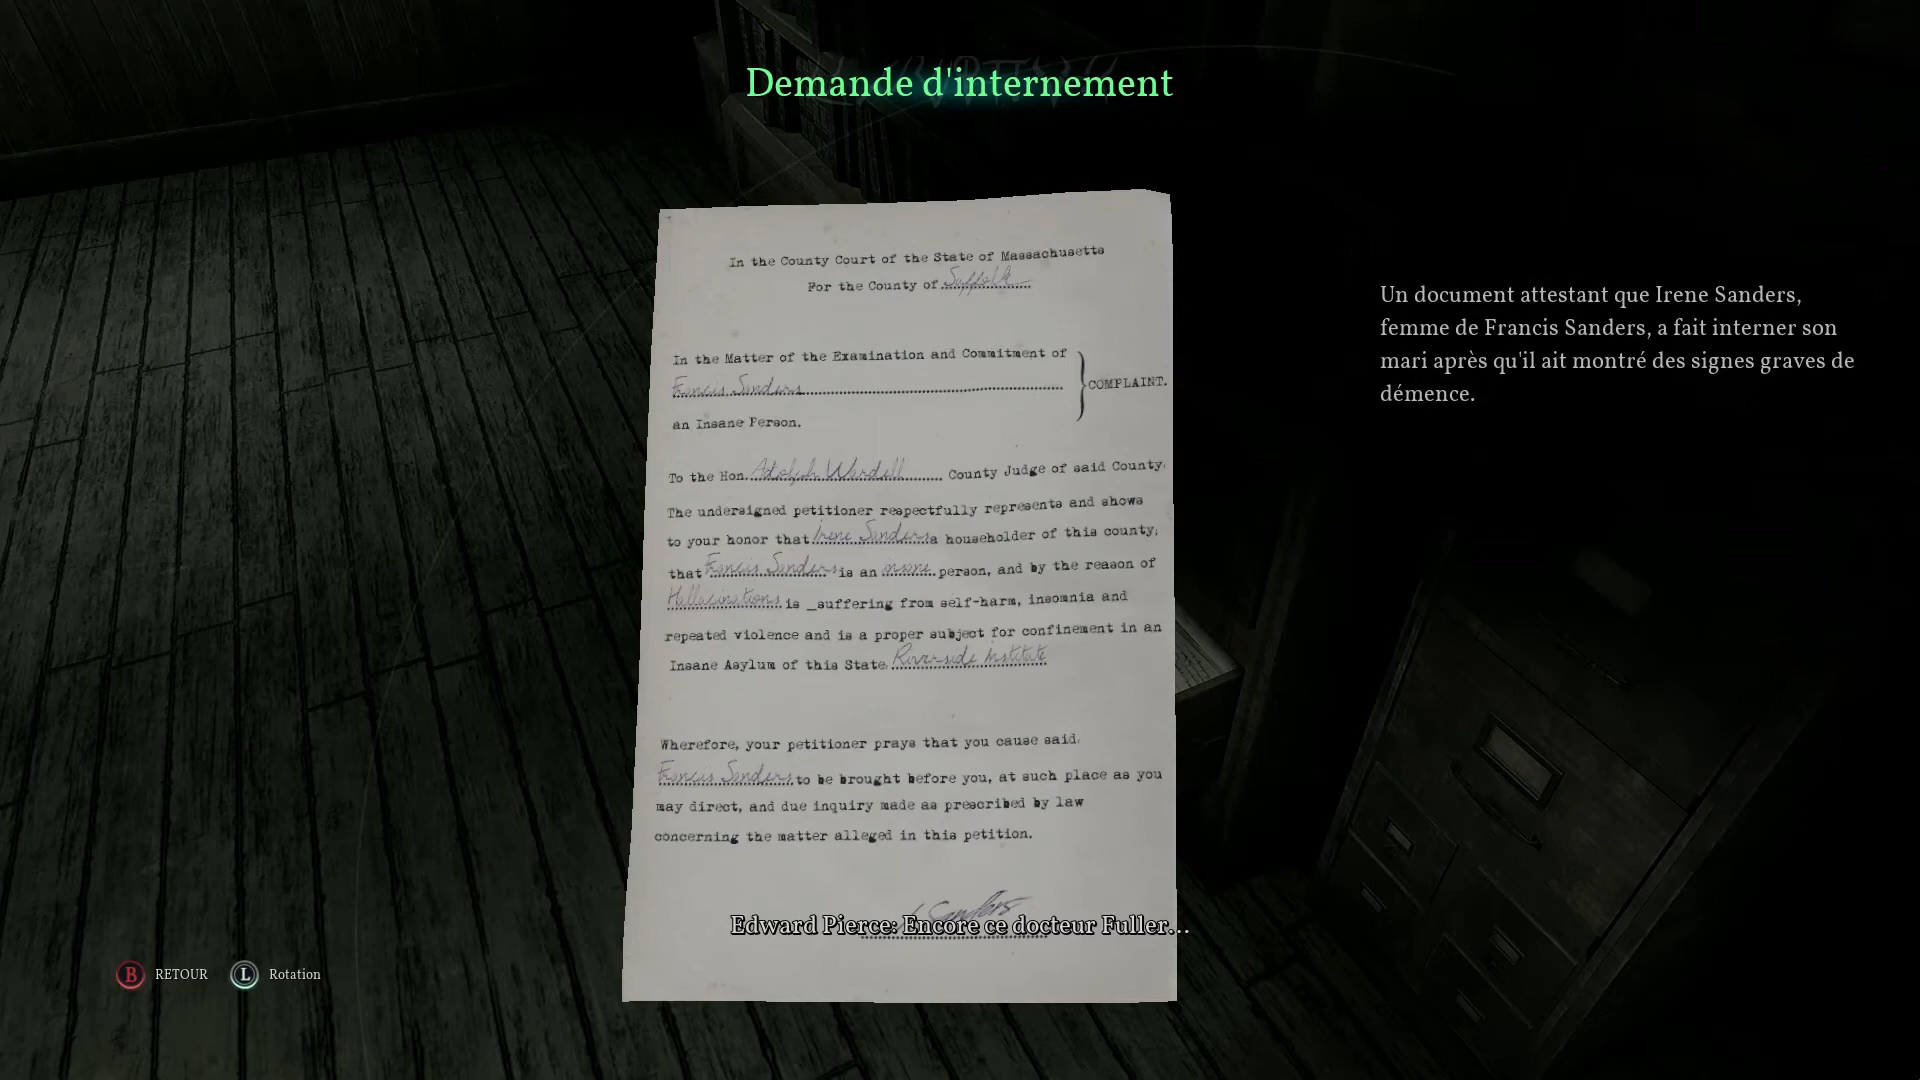 Demande d'internement
In the County Court of the State of Massachusetts
For the County of Suffolk
In the Matter of the Examination and Commitment of
Francis Sanders
COMPLAINT.
an Insane Person.
To the Hon. Adolph Wardell County Judge of said County.
The undersigned petitioner respectfully represents and shows
to your honor that Irene Sanders a householder of this county,
that Francis Sanders is an insane person, and by the reason of
Hallucinations is _suffering from self-harm, insomnia and
repeated violence and is a proper subject for confinement in an
Insane Asylum of this State. Riverside Institute
Wherefore, your petitioner prays that you cause said.
Francis Sanders to be brought before you, at such place as you
may direct, and due inquiry made as prescribed by law
concerning the matter alleged in this petition.
Sanders
Edward Pierce: Encore ce docteur Fuller...
Un document attestant que Irene Sanders,
femme de Francis Sanders, a fait interner son
mari après qu'il ait montré des signes graves de
démence.
B RETOUR L Rotation